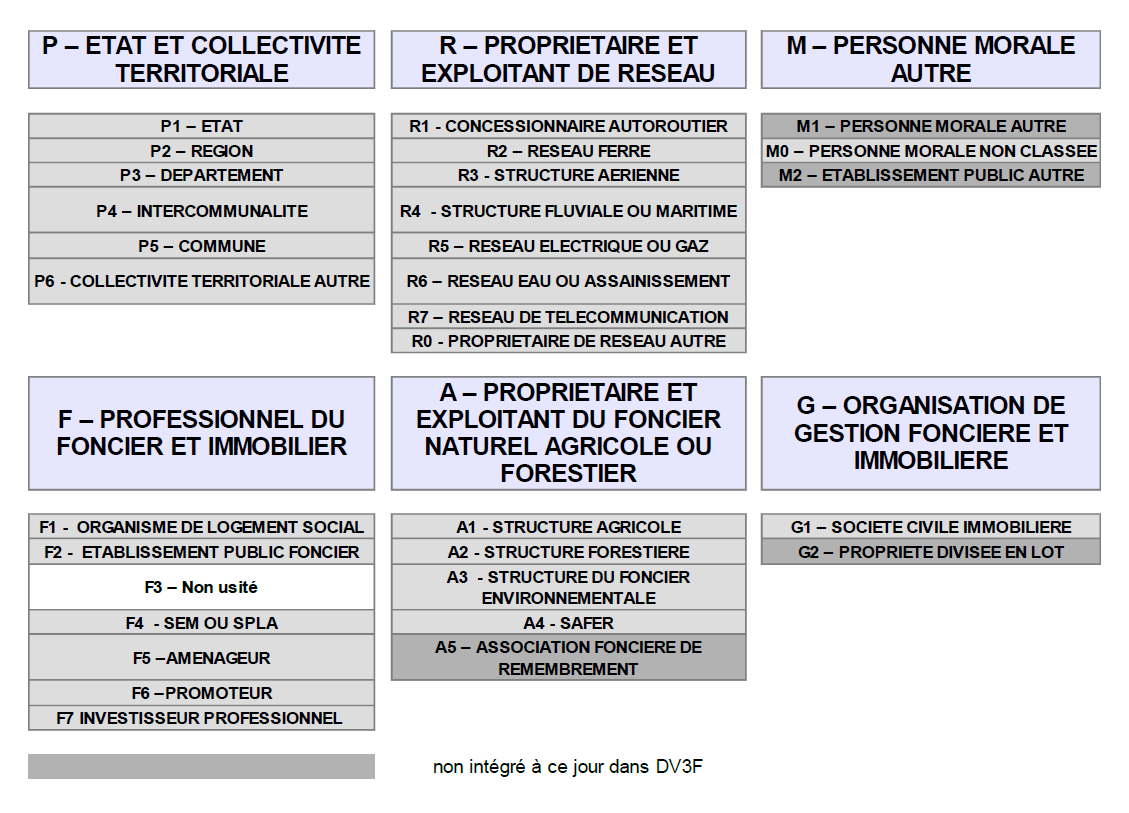 P – ETAT ET COLLECTIVITE
TERRITORIALE
R – PROPRIETAIRE ET
EXPLOITANT DE RESEAU
M – PERSONNE MORALE
AUTRE
P1 – ETAT
P2 – REGION
P3 – DEPARTEMENT
P4 – INTERCOMMUNALITE
P5 – COMMUNE
P6 - COLLECTIVITE TERRITORIALE AUTRE
R1 - CONCESSIONNAIRE AUTOROUTIER
R2 – RESEAU FERRE
R3 - STRUCTURE AERIENNE
R4 - STRUCTURE FLUVIALE OU MARITIME
R5 – RESEAU ELECTRIQUE OU GAZ
R6 – RESEAU EAU OU ASSAINISSEMENT
R7 – RESEAU DE TELECOMMUNICATION
R0 - PROPRIETAIRE DE RESEAU AUTRE
M1 – PERSONNE MORALE AUTRE
M0 – PERSONNE MORALE NON CLASSEE
M2 – ETABLISSEMENT PUBLIC AUTRE
F – PROFESSIONNEL DU
FONCIER ET IMMOBILIER
A – PROPRIETAIRE ET
EXPLOITANT DU FONCIER
NATUREL AGRICOLE OU
FORESTIER
G – ORGANISATION DE
GESTION FONCIERE ET
IMMOBILIERE
F1 - ORGANISME DE LOGEMENT SOCIAL
F2 - ETABLISSEMENT PUBLIC FONCIER
F3 – Non usité
F4 - SEM OU SPLA
F5 –AMENAGEUR
F6 –PROMOTEUR
F7 INVESTISSEUR PROFESSIONNEL
A1 - STRUCTURE AGRICOLE
A2 - STRUCTURE FORESTIERE
A3 - STRUCTURE DU FONCIER
ENVIRONNEMENTALE
A4 - SAFER
A5 – ASSOCIATION FONCIERE DE
REMEMBREMENT
G1 – SOCIETE CIVILE IMMOBILIERE
G2 – PROPRIETE DIVISEE EN LOT
non intégré à ce jour dans DV3F